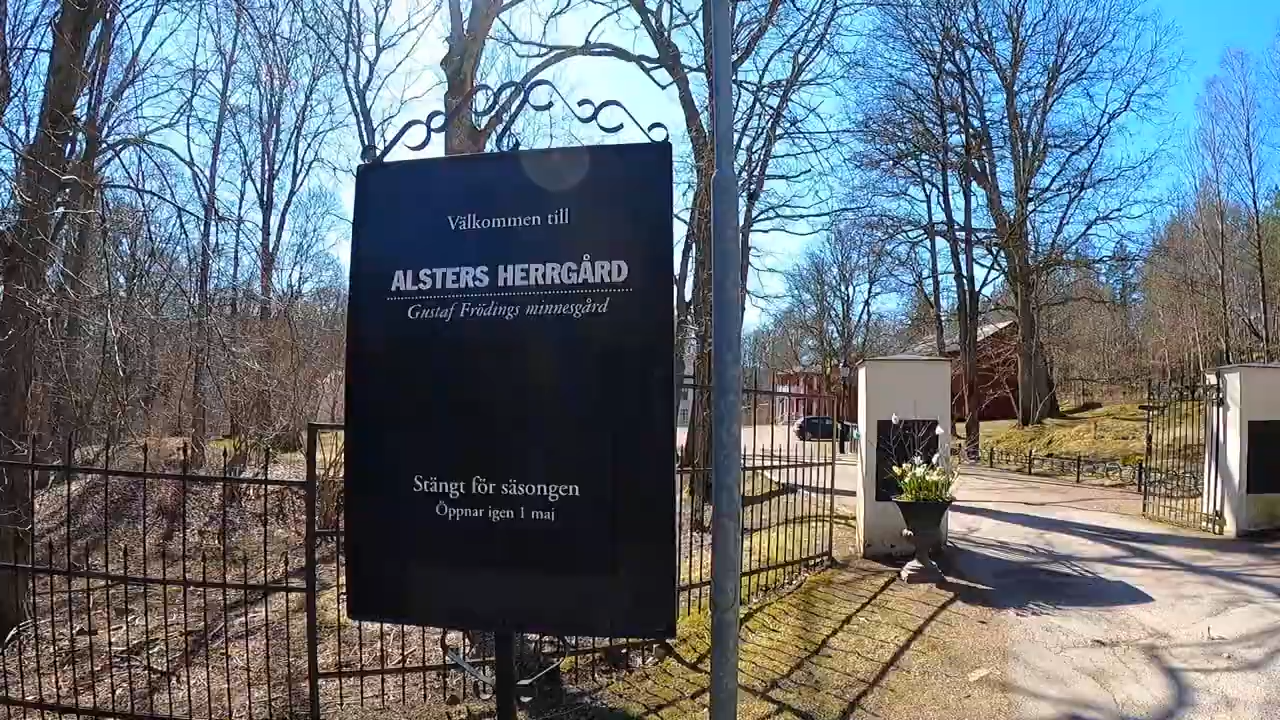 Välkommen till
ALSTERS HERRGÅRD
Gustaf Frödings minnesgård
Stängt för säsongen
Öppnar igen 1 maj